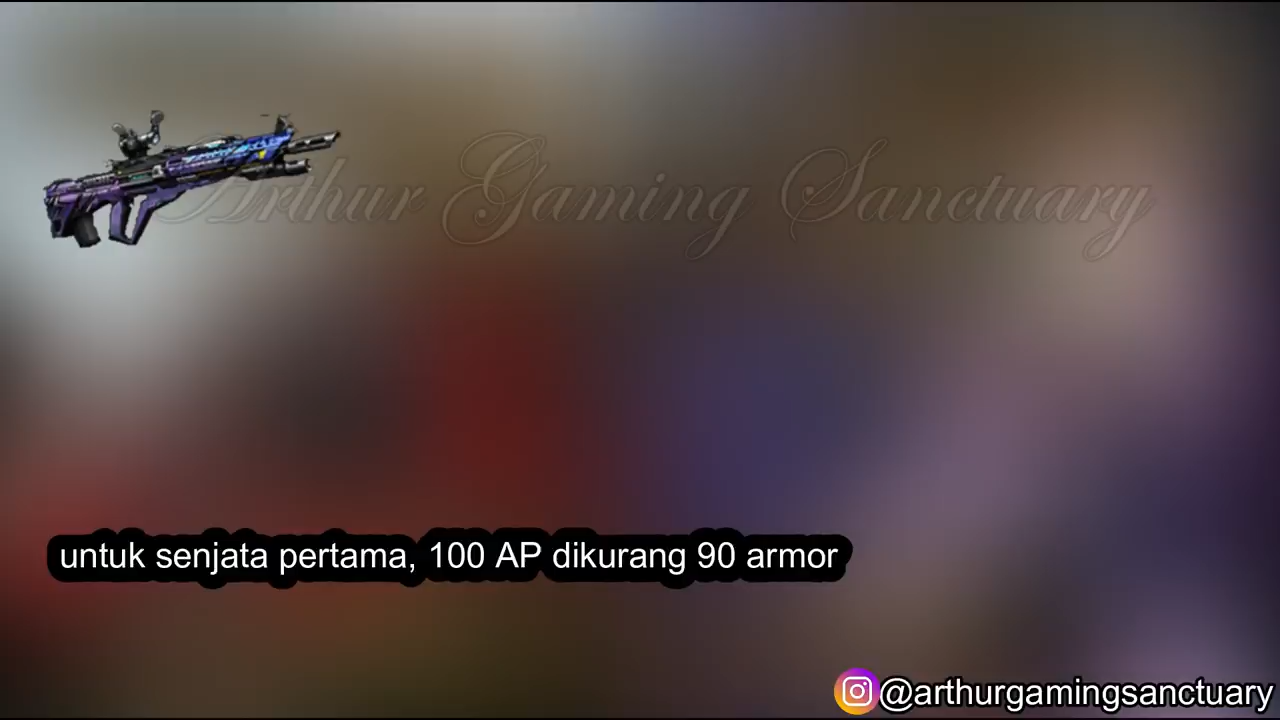 Arthur Gaming Sanctuary
untuk senjata pertama, 100 AP dikurang 90 armor
@arthurgamingsanctuary